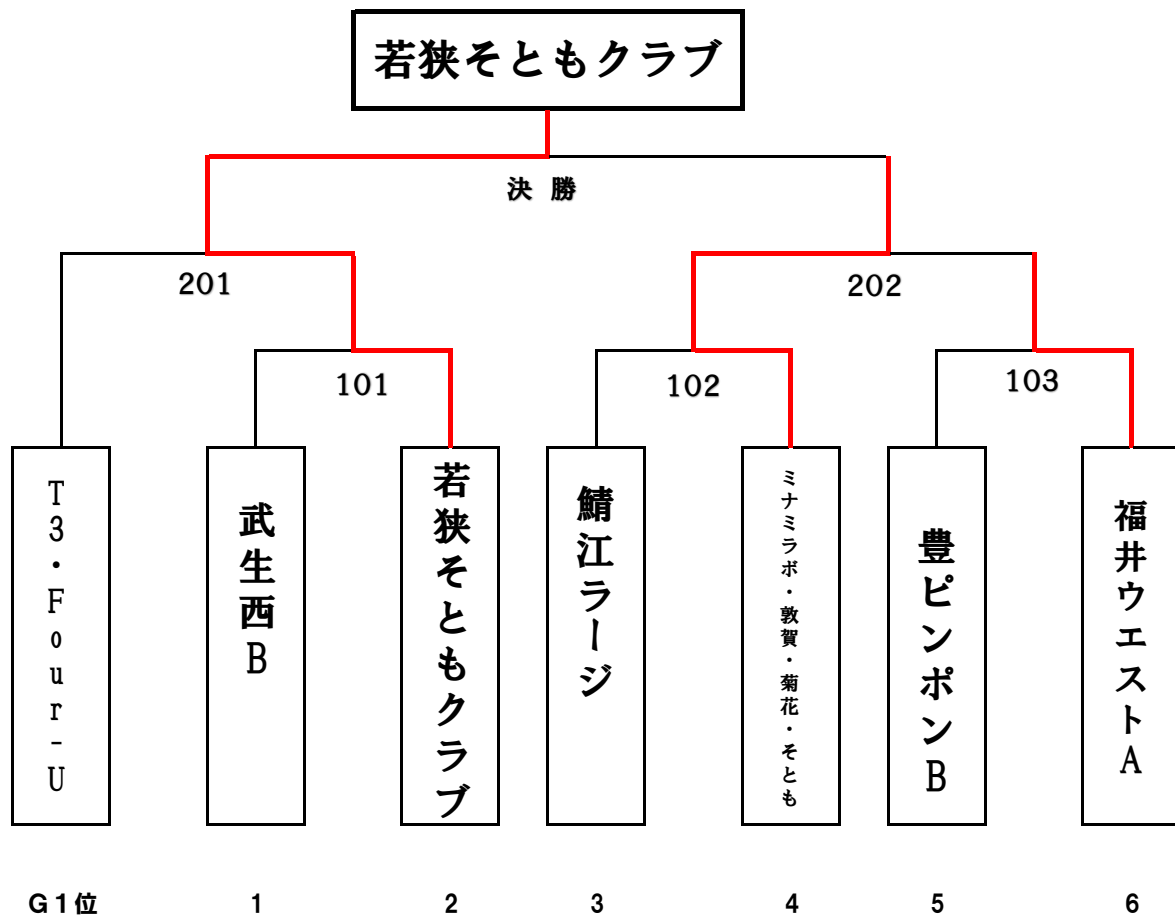 若狭そともクラブ
決 勝
201
202
101
102
103
T3・Four-U
武生西B
若狭そともクラブ
鯖江ラージ
ミナミラボ・敦賀・菊花・そとも
豊ピンポンB
福井ウエストA
G1位 1 2 3 4 5 6